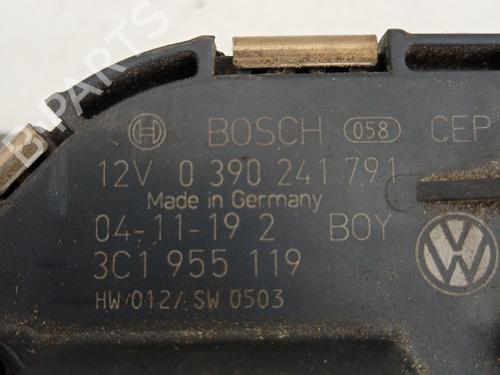 BOSCH 058 CEP
12V 0 390 241 791
Made in Germany
04-11-19 2 BOY
3C1 955 119
HW/012/ SW 0503
PARTS